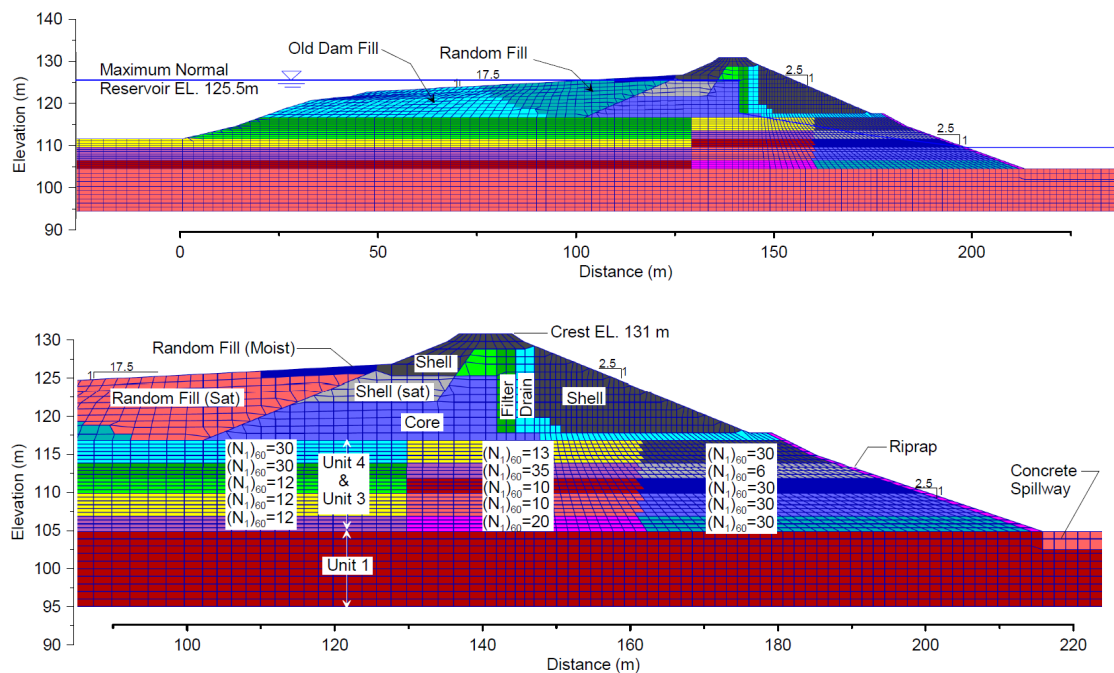 140
130
120
110
100
90
Elevation (m)
Maximum Normal
Reservoir EL. 125.5m
Old Dam Fill
Random Fill
17.5
1
2.5
1
2.5
1
0
50
100
150
200
Distance (m)
130
125
120
115
110
105
100
95
90
Elevation (m)
Random Fill (Moist)
17.5
1
Random Fill (Sat)
Shell
Shell (sat)
Core
Filter
Drain
Shell
Crest EL. 131 m
2.5
1
Riprap
2.5
1
Concrete
Spillway
(N₁)₆₀=30
(N₁)₆₀=30
(N₁)₆₀=12
(N₁)₆₀=12
(N₁)₆₀=12
Unit 4
&
Unit 3
(N₁)₆₀=13
(N₁)₆₀=35
(N₁)₆₀=10
(N₁)₆₀=10
(N₁)₆₀=20
(N₁)₆₀=30
(N₁)₆₀=6
(N₁)₆₀=30
(N₁)₆₀=30
(N₁)₆₀=30
Unit 1
100
120
140
160
180
200
220
Distance (m)